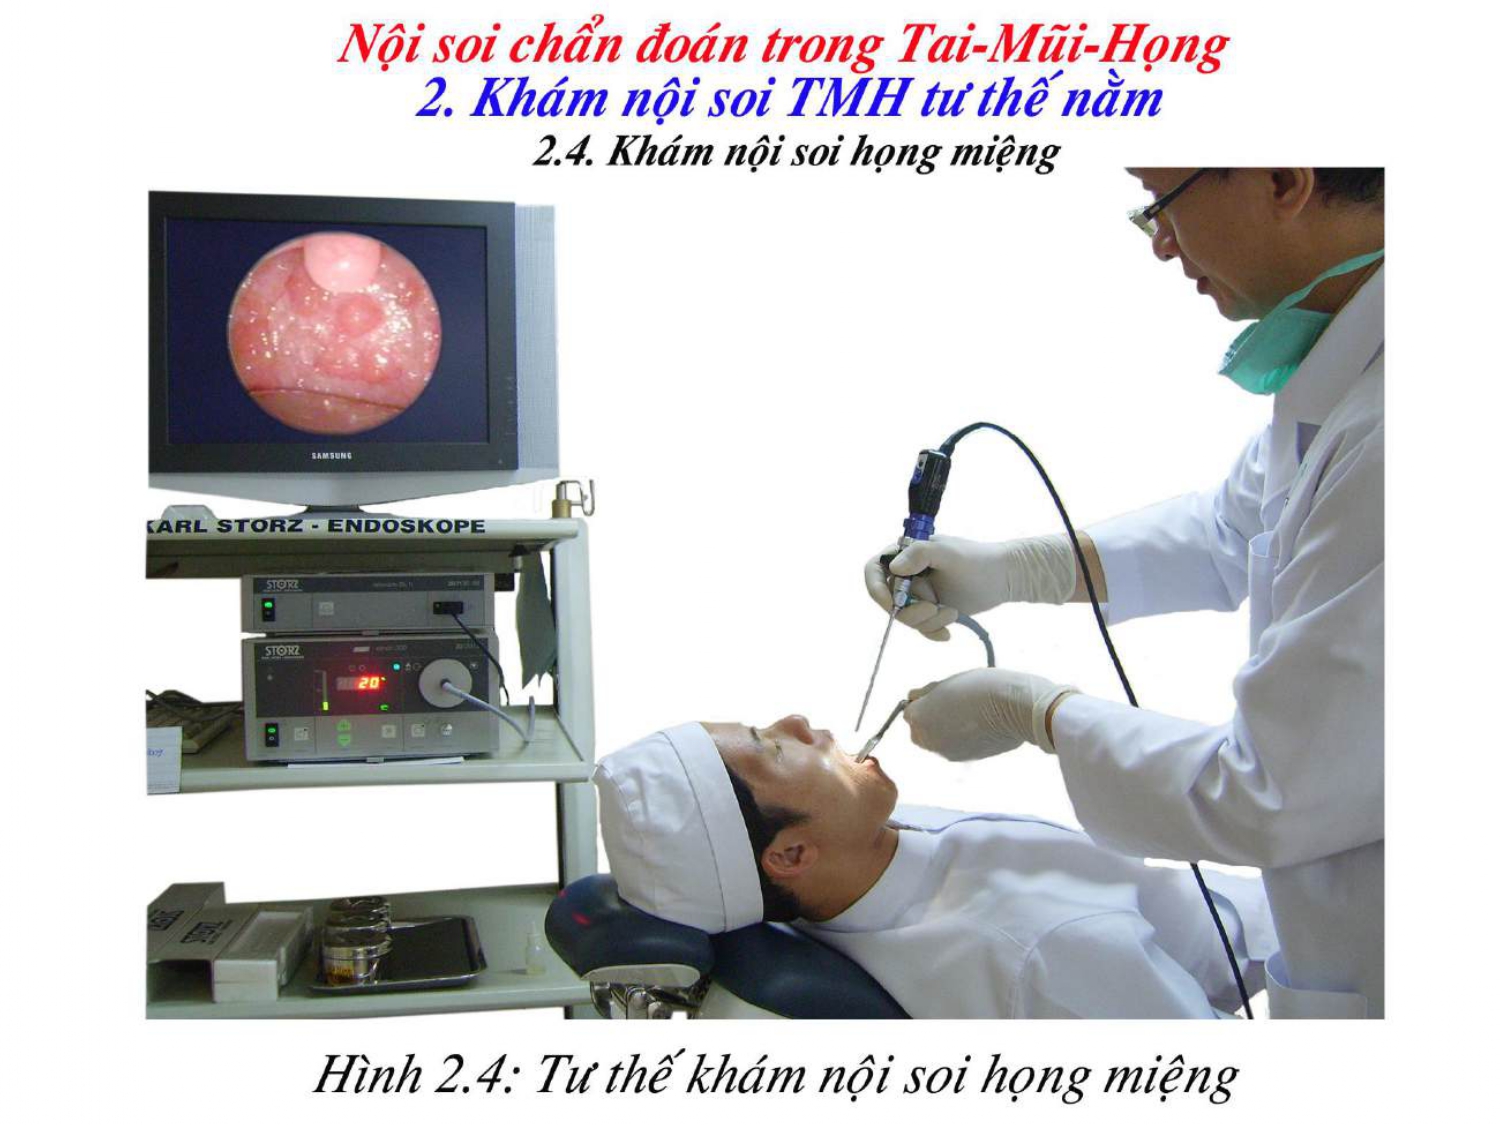 Nội soi chẩn đoán trong Tai-Mũi-Họng
2. Khám nội soi TMH tư thế nằm
2.4. Khám nội soi họng miệng
SAMSUNG
KARL STORZ - ENDOSKOPE
STORZ
STORZ
20
STORZ
Hình 2.4: Tư thế khám nội soi họng miệng